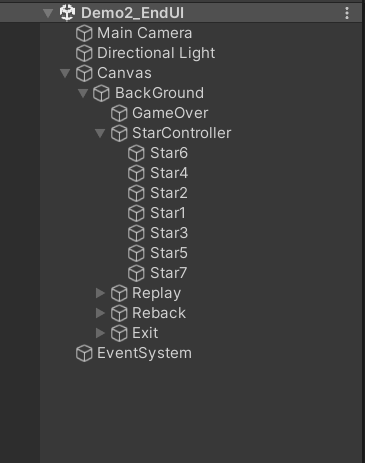 Demo2_EndUI
Main Camera
Directional Light
Canvas
BackGround
GameOver
StarController
Star6
Star4
Star2
Star1
Star3
Star5
Star7
Replay
Reback
Exit
EventSystem